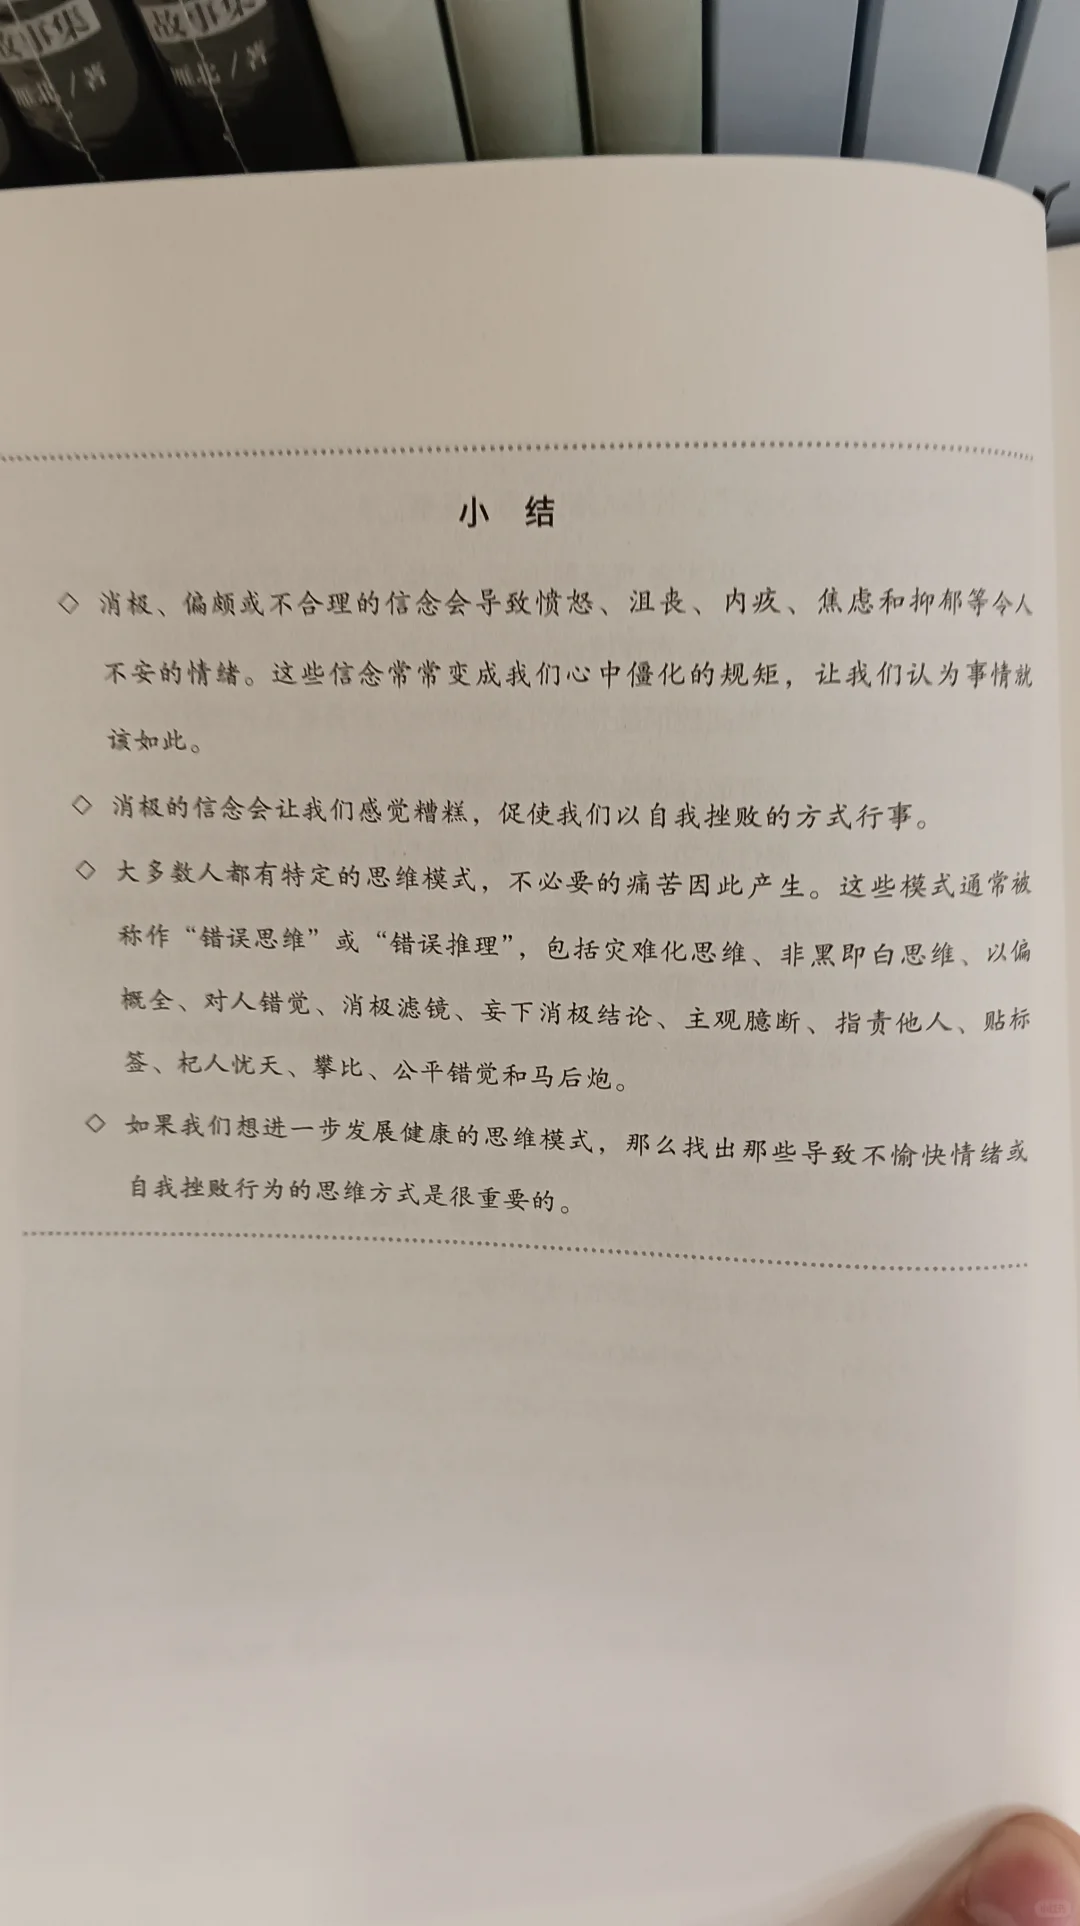 故事集
雁北/著
故事集
雁北/著
小 结
◇ 消极、偏颇或不合理的信念会导致愤怒、沮丧、内疚、焦虑和抑郁等令人
不安的情绪。这些信念常常变成我们心中僵化的规矩，让我们认为事情就
该如此。
◇ 消极的信念会让我们感觉糟糕，促使我们以自我挫败的方式行事。
◇ 大多数人都有特定的思维模式，不必要的痛苦因此产生。这些模式通常被
称作“错误思维”或“错误推理”，包括灾难化思维、非黑即白思维、以偏
概全、对人错觉、消极滤镜、妄下消极结论、主观臆断、指责他人、贴标
签、杞人忧天、攀比、公平错觉和马后炮。
◇ 如果我们想进一步发展健康的思维模式，那么找出那些导致不愉快情绪或
自我挫败行为的思维方式是很重要的。